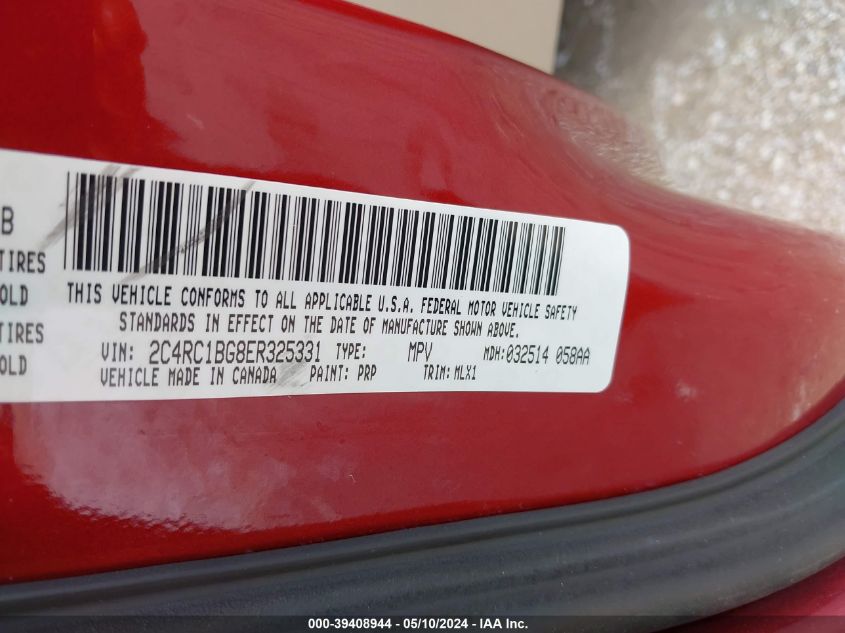 B
TIRES
OLD
THIS VEHICLE CONFORMS TO ALL APPLICABLE U.S.A. FEDERAL MOTOR VEHICLE SAFETY
STANDARDS IN EFFECT ON THE DATE OF MANUFACTURE SHOWN ABOVE.
TIRES
VIN: 2C4RC1BG8ER325331 TYPE: MPV MDH:032514 058AA
OLD
VEHICLE MADE IN CANADA PAINT: PRP TRIM: MLX1
000-39408944 — 05/10/2024 — IAA Inc.